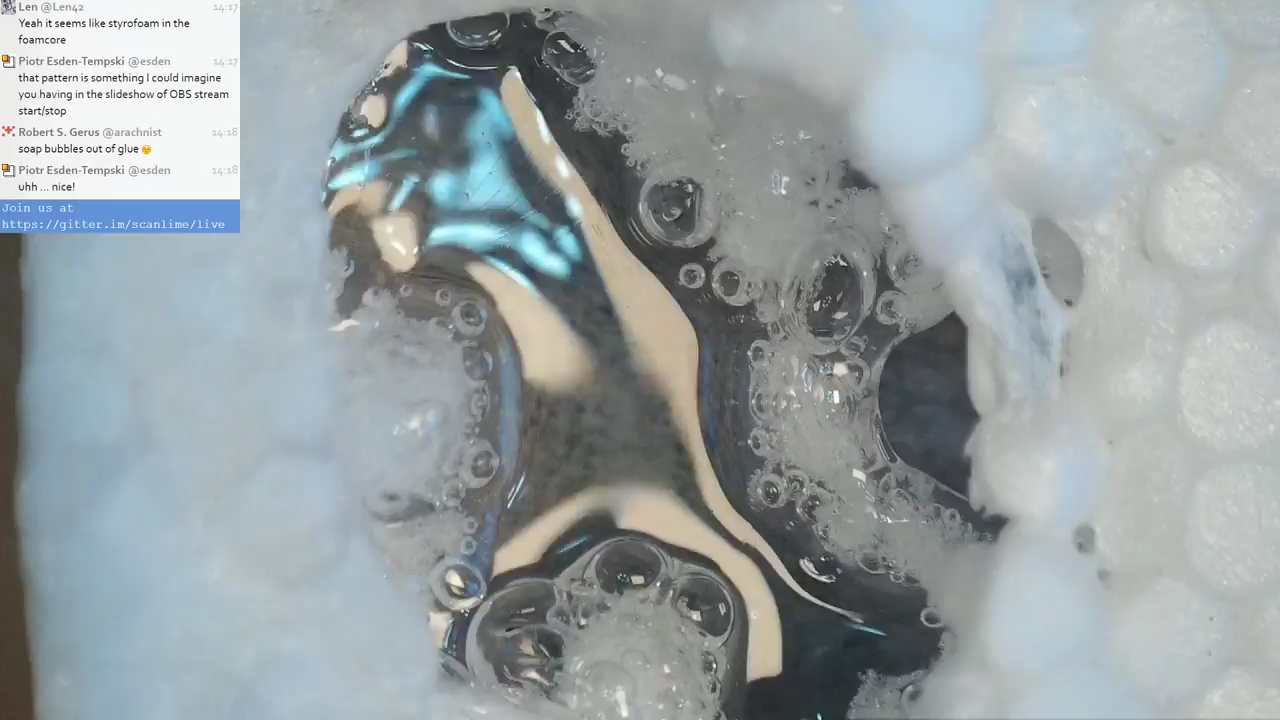 Len @Len42 14:17
Yeah it seems like styrofoam in the
foamcore
Piotr Esden-Tempski @esden 14:17
that pattern is something I could imagine
you having in the slideshow of OBS stream
start/stop
Robert S. Gerus @arachnist 14:18
soap bubbles out of glue
Piotr Esden-Tempski @esden 14:18
uhh ... nice!
Join us at
https://gitter.im/scanlime/live